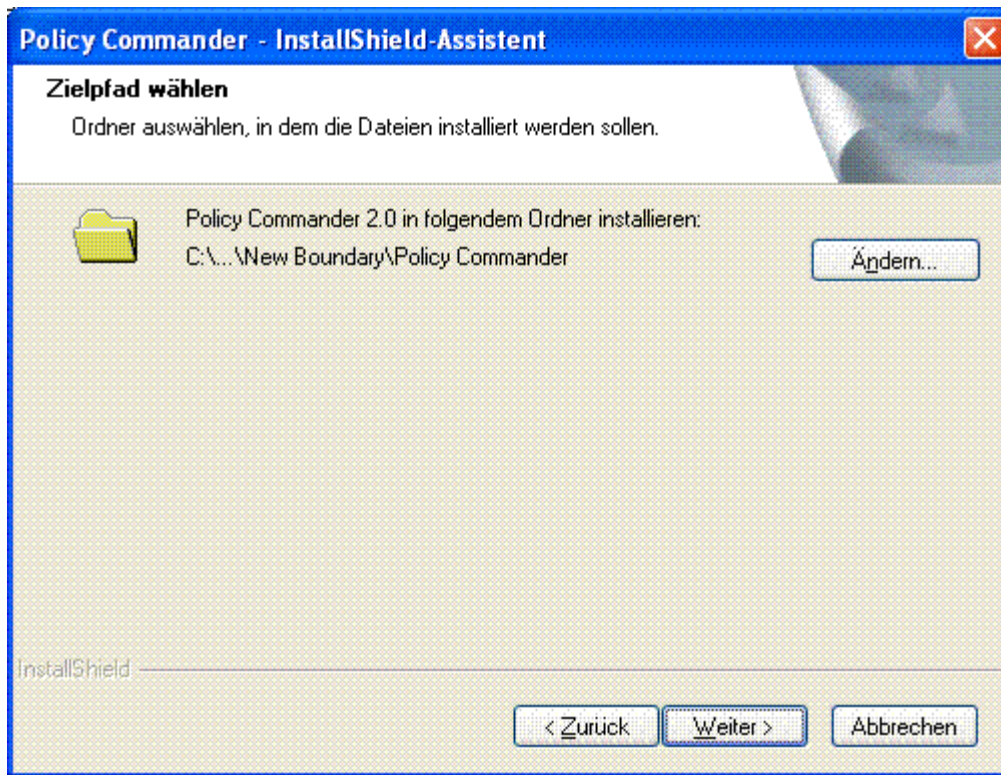 Policy Commander - InstallShield-Assistent
Zielpfad wählen
Ordner auswählen, in dem die Dateien installiert werden sollen.
Policy Commander 2.0 in folgendem Ordner installieren:
C:\...\New Boundary\Policy Commander
Ändern...
InstallShield
< Zurück
Weiter >
Abbrechen